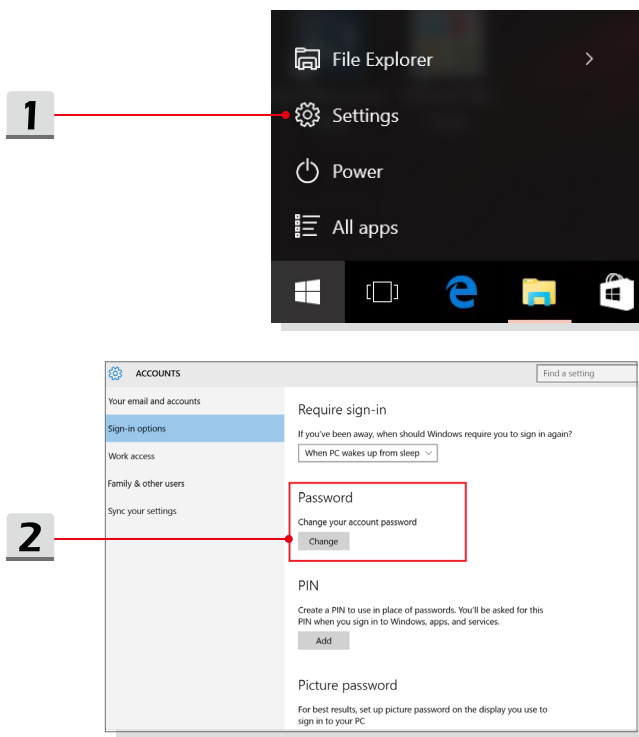 File Explorer
1
Settings
Power
All apps
ACCOUNTS
Find a setting
Your email and accounts
Sign-in options
Work access
Family & other users
Sync your settings
Require sign-in
If you've been away, when should Windows require you to sign in again?
When PC wakes up from sleep
2
Password
Change your account password
Change
PIN
Create a PIN to use in place of passwords. You'll be asked for this
PIN when you sign in to Windows, apps, and services.
Add
Picture password
For best results, set up picture password on the display you use to
sign in to your PC